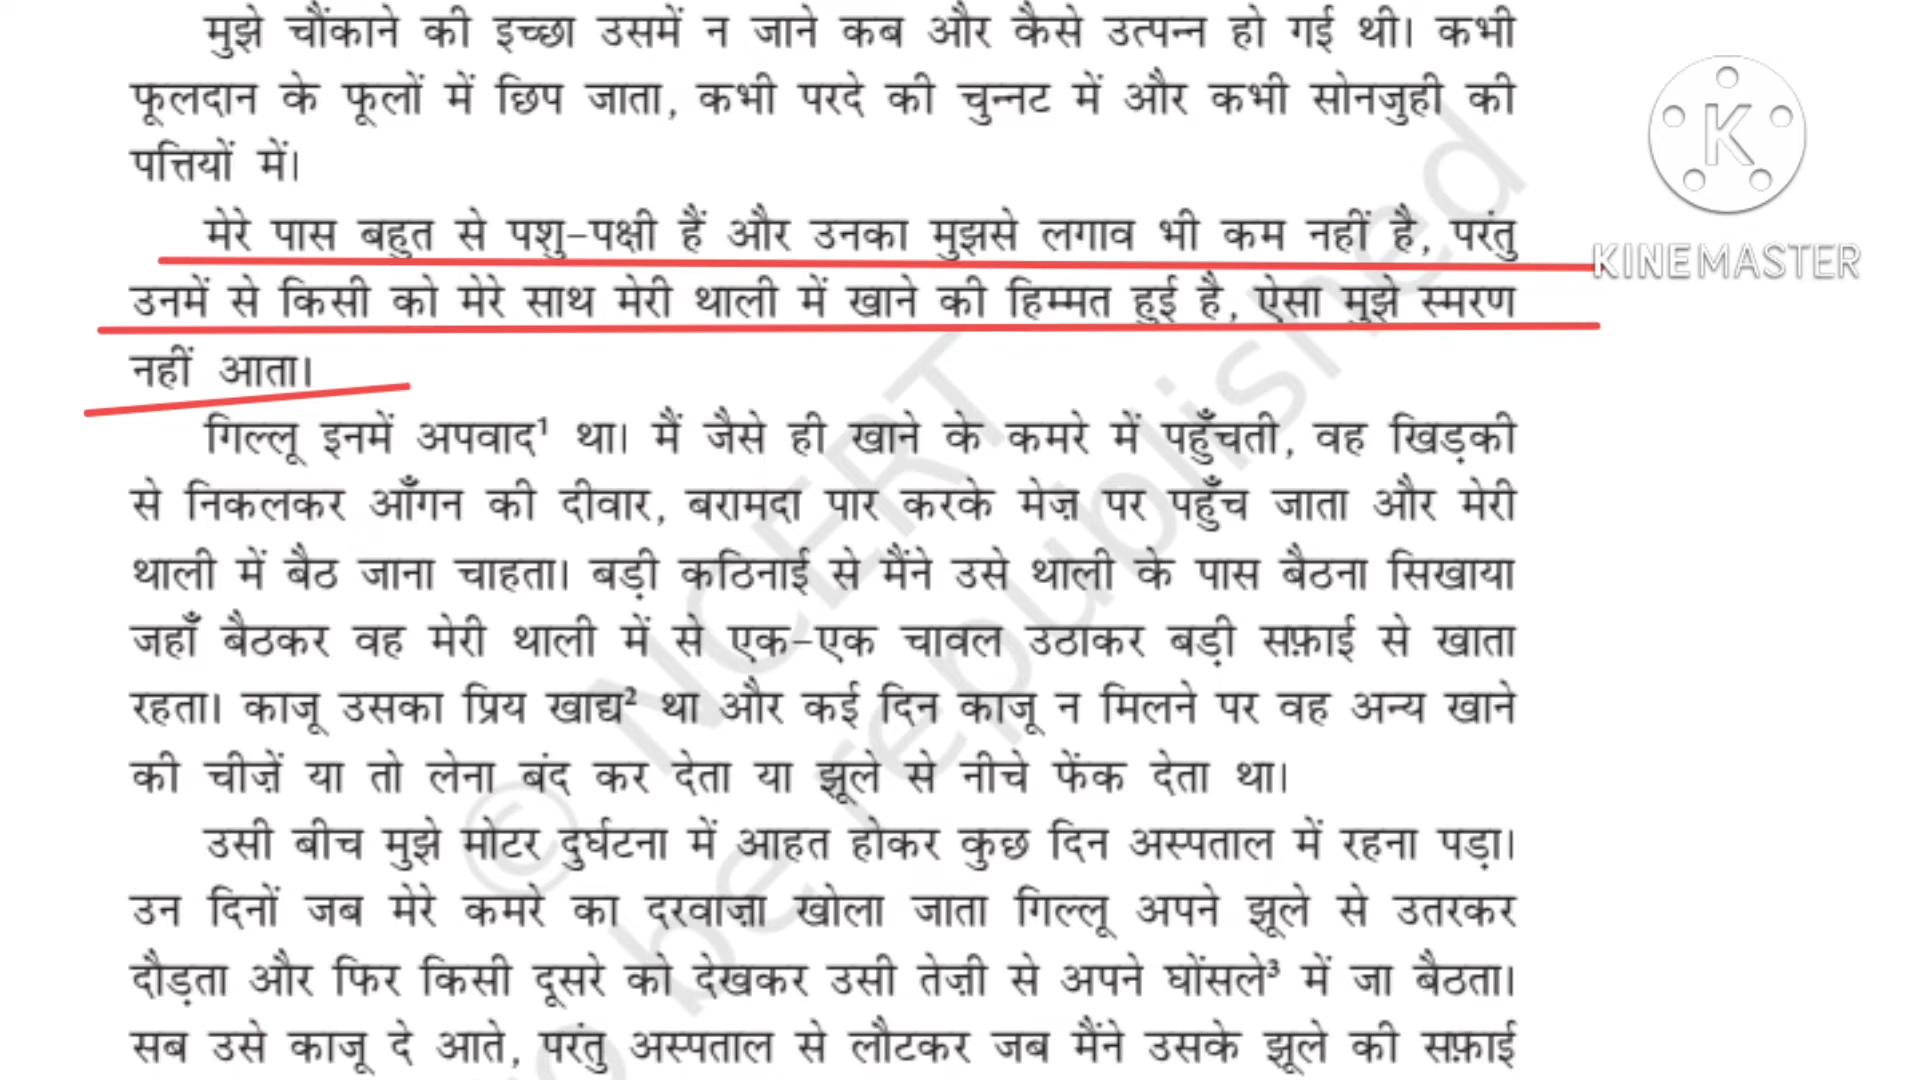 मुझे चौंकाने की इच्छा उसमें न जाने कब और कैसे उत्पन्न हो गई थी। कभी
फूलदान के फूलों में छिप जाता, कभी परदे की चुन्नट में और कभी सोनजुही की
पत्तियों में।
मेरे पास बहुत से पशु-पक्षी हैं और उनका मुझसे लगाव भी कम नहीं है, परंतु
उनमें से किसी को मेरे साथ मेरी थाली में खाने की हिम्मत हुई है, ऐसा मुझे स्मरण
नहीं आता।
गिल्लू इनमें अपवाद¹ था। मैं जैसे ही खाने के कमरे में पहुँचती, वह खिड़की
से निकलकर आँगन की दीवार, बरामदा पार करके मेज़ पर पहुँच जाता और मेरी
थाली में बैठ जाना चाहता। बड़ी कठिनाई से मैंने उसे थाली के पास बैठना सिखाया
जहाँ बैठकर वह मेरी थाली में से एक-एक चावल उठाकर बड़ी सफ़ाई से खाता
रहता। काजू उसका प्रिय खाद्य² था और कई दिन काजू न मिलने पर वह अन्य खाने
की चीज़ें या तो लेना बंद कर देता या झूले से नीचे फेंक देता था।
उसी बीच मुझे मोटर दुर्घटना में आहत होकर कुछ दिन अस्पताल में रहना पड़ा।
उन दिनों जब मेरे कमरे का दरवाज़ा खोला जाता गिल्लू अपने झूले से उतरकर
दौड़ता और फिर किसी दूसरे को देखकर उसी तेज़ी से अपने घोंसले³ में जा बैठता।
सब उसे काजू दे आते, परंतु अस्पताल से लौटकर जब मैंने उसके झूले की सफ़ाई
K
KINEMASTER
© NCERT
o be republished